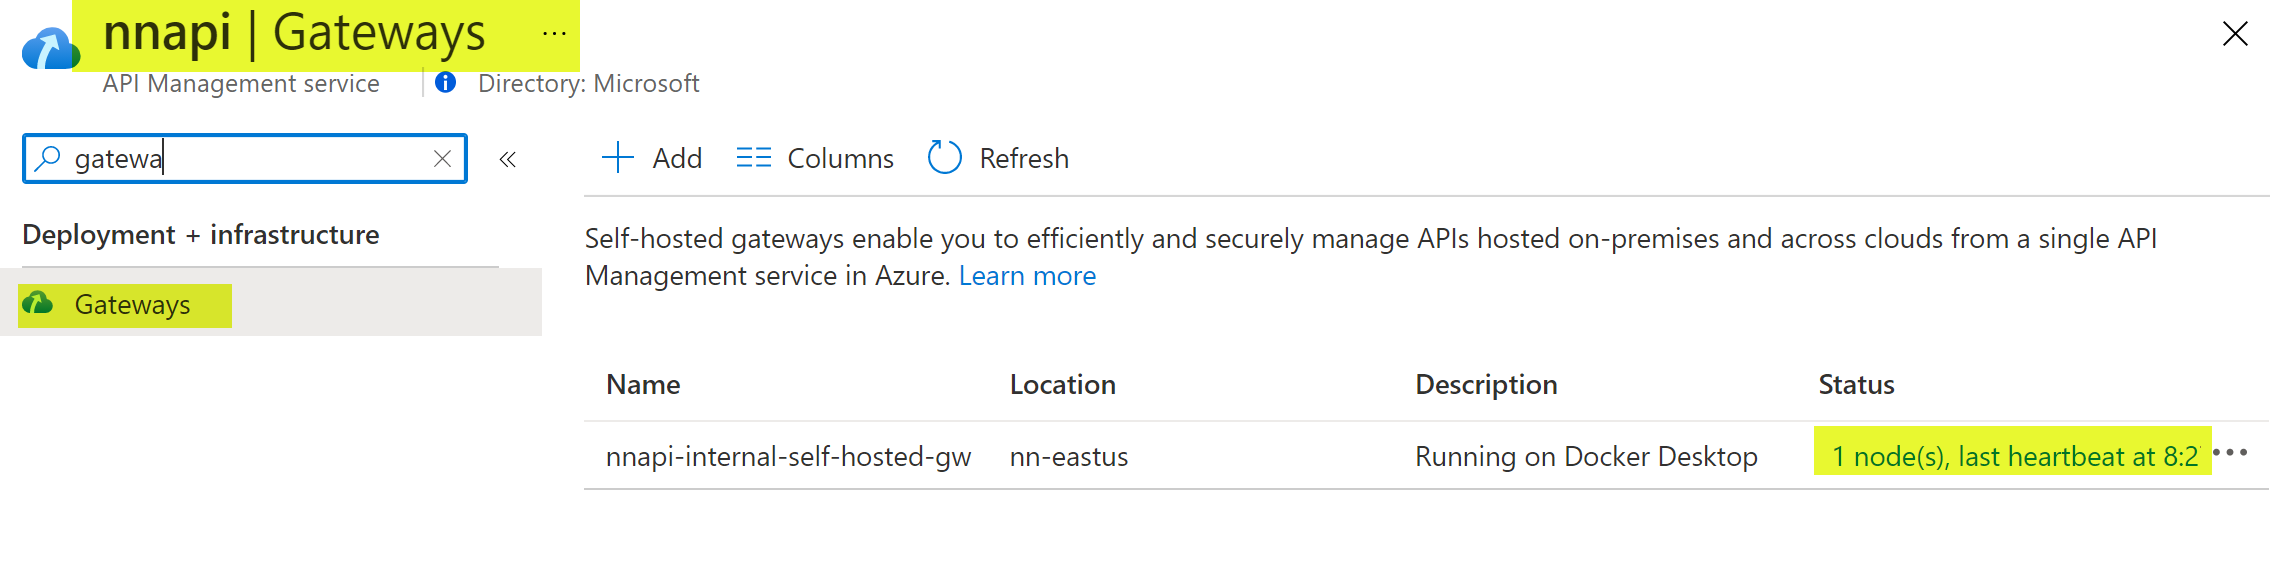 nnapi | Gateways ...
API Management service
Directory: Microsoft
gatewa
Add
Columns
Refresh
Deployment + infrastructure
Gateways
Self-hosted gateways enable you to efficiently and securely manage APIs hosted on-premises and across clouds from a single API
Management service in Azure. Learn more
Name Location Description Status
nnapi-internal-self-hosted-gw nn-eastus Running on Docker Desktop 1 node(s), last heartbeat at 8:2